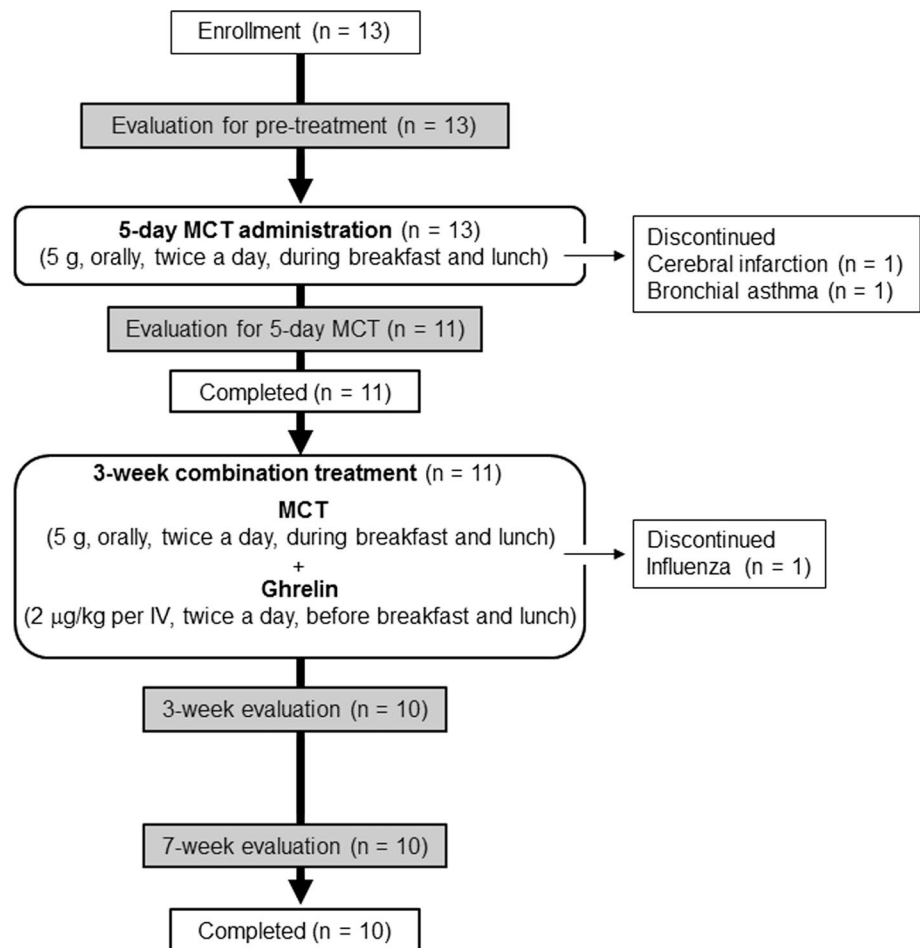 Enrollment (n = 13)
Evaluation for pre-treatment (n = 13)
5-day MCT administration (n = 13)
(5 g, orally, twice a day, during breakfast and lunch)
Discontinued
Cerebral infarction (n = 1)
Bronchial asthma (n = 1)
Evaluation for 5-day MCT (n = 11)
Completed (n = 11)
3-week combination treatment (n = 11)
MCT
(5 g, orally, twice a day, during breakfast and lunch)
+
Ghrelin
(2 μg/kg per IV, twice a day, before breakfast and lunch)
Discontinued
Influenza (n = 1)
3-week evaluation (n = 10)
7-week evaluation (n = 10)
Completed (n = 10)